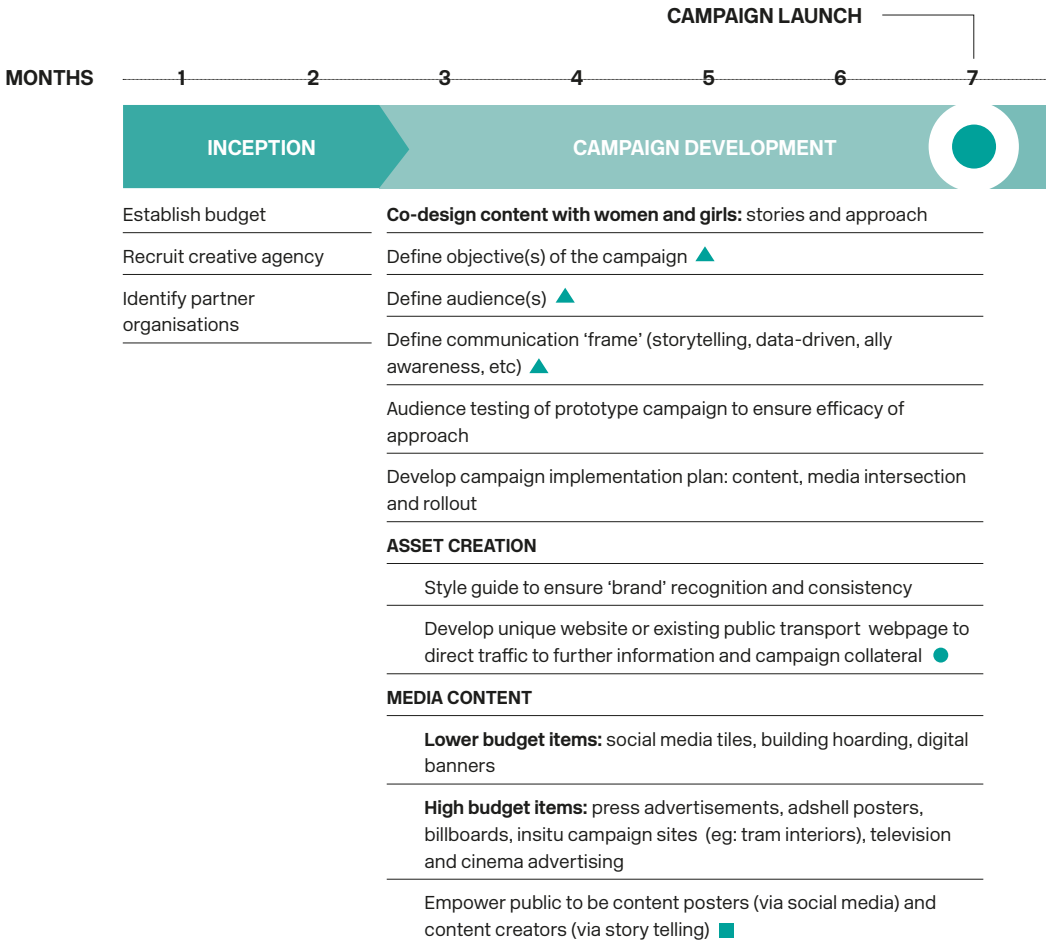 CAMPAIGN LAUNCH
MONTHS 1 2 3 4 5 6 7
INCEPTION
CAMPAIGN DEVELOPMENT
Establish budget
Recruit creative agency
Identify partner
organisations
Co-design content with women and girls: stories and approach
Define objective(s) of the campaign
Define audience(s)
Define communication ‘frame’ (storytelling, data-driven, ally
awareness, etc)
Audience testing of prototype campaign to ensure efficacy of
approach
Develop campaign implementation plan: content, media intersection
and rollout
ASSET CREATION
Style guide to ensure ‘brand’ recognition and consistency
Develop unique website or existing public transport webpage to
direct traffic to further information and campaign collateral
MEDIA CONTENT
Lower budget items: social media tiles, building hoarding, digital
banners
High budget items: press advertisements, adshell posters,
billboards, insitu campaign sites (eg: tram interiors), television
and cinema advertising
Empower public to be content posters (via social media) and
content creators (via story telling)